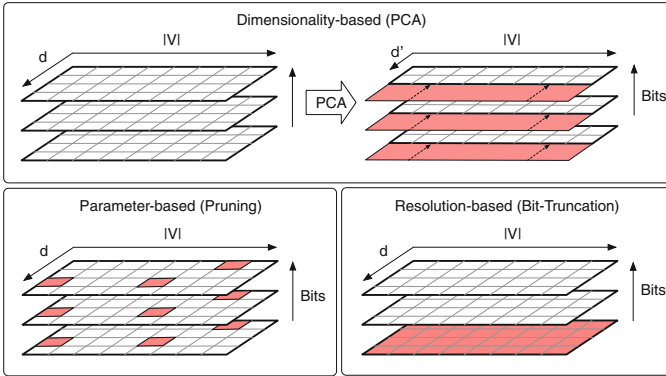 Dimensionality-based (PCA)
d
|V|
PCA
d'
|V|
Bits
Parameter-based (Pruning)
d
|V|
Bits
Resolution-based (Bit-Truncation)
d
|V|
Bits